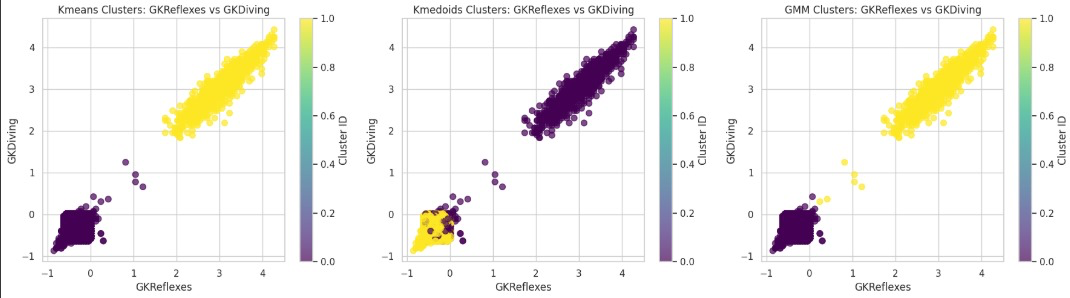 Kmeans Clusters: GKReflexes vs GKDiving
4
3
2
1
0
−1
GKDiving
−1 0 1 2 3 4
GKReflexes
1.0
0.8
0.6
0.4
0.2
0.0
Cluster ID
Kmedoids Clusters: GKReflexes vs GKDiving
4
3
2
1
0
−1
GKDiving
−1 0 1 2 3 4
GKReflexes
1.0
0.8
0.6
0.4
0.2
0.0
Cluster ID
GMM Clusters: GKReflexes vs GKDiving
4
3
2
1
0
−1
GKDiving
−1 0 1 2 3 4
GKReflexes
1.0
0.8
0.6
0.4
0.2
0.0
Cluster ID